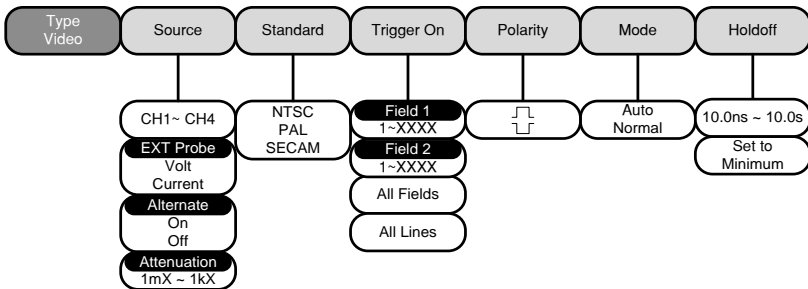 Type
Video
Source
Standard
Trigger On
Polarity
Mode
Holdoff
CH1~ CH4
EXT Probe
Volt
Current
Alternate
On
Off
Attenuation
1mX ~ 1kX
NTSC
PAL
SECAM
Field 1
1~XXXX
Field 2
1~XXXX
All Fields
All Lines
Auto
Normal
10.0ns ~ 10.0s
Set to
Minimum